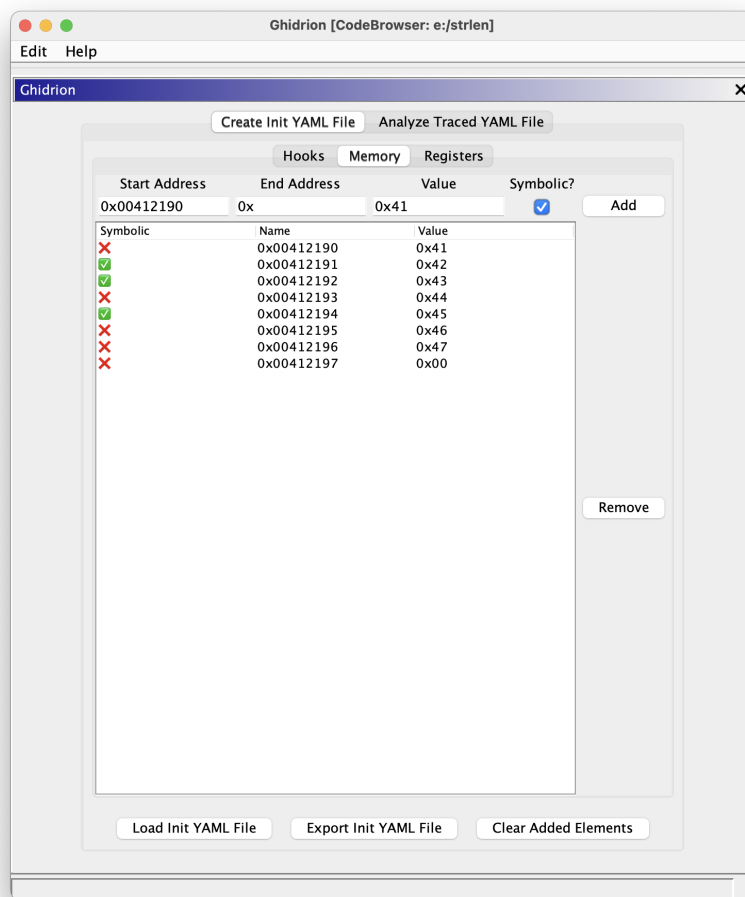 Ghidrion [CodeBrowser: e:/strlen]
Edit Help
Ghidrion
Create Init YAML File Analyze Traced YAML File
Hooks Memory Registers
Start Address End Address Value Symbolic?
0x00412190 0x 0x41 Add
Symbolic Name Value
0x00412190 0x41
0x00412191 0x42
0x00412192 0x43
0x00412193 0x44
0x00412194 0x45
0x00412195 0x46
0x00412196 0x47
0x00412197 0x00
Remove
Load Init YAML File Export Init YAML File Clear Added Elements